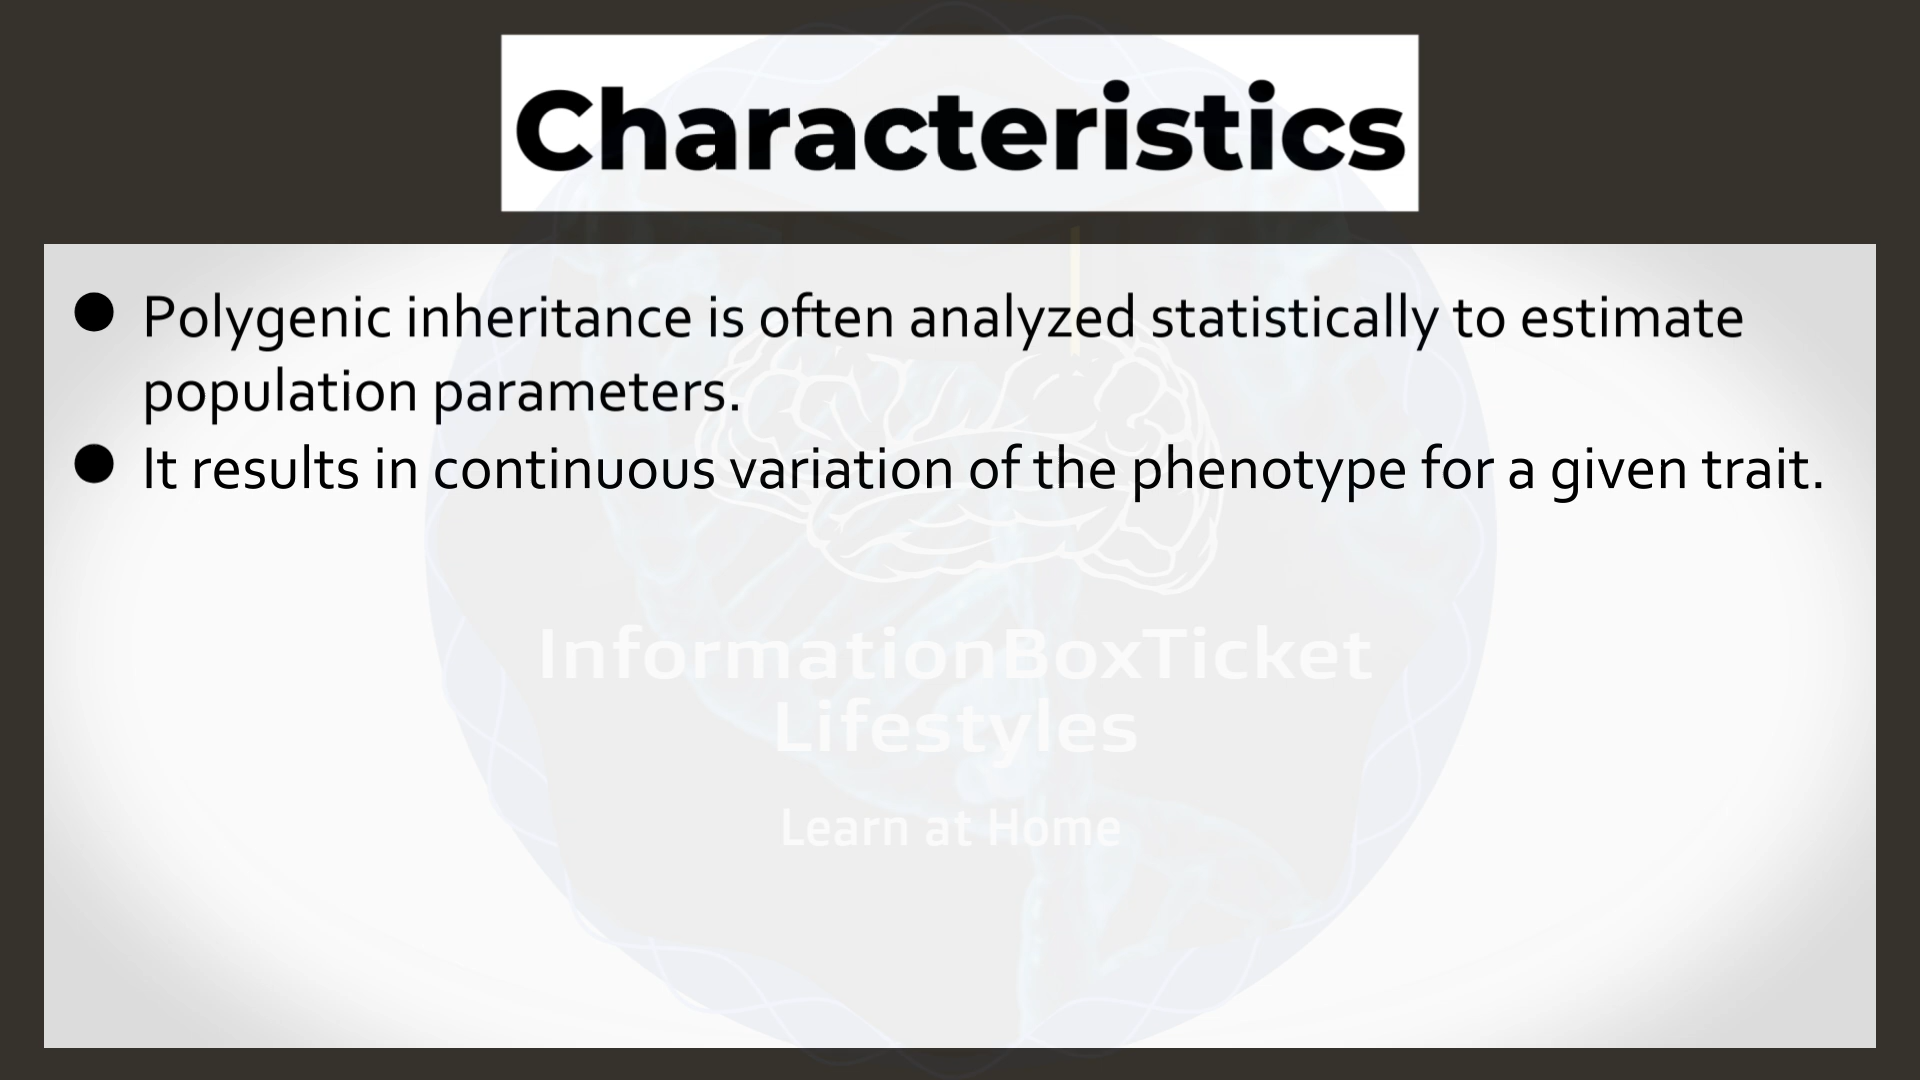 Characteristics
● Polygenic inheritance is often analyzed statistically to estimate
population parameters.
● It results in continuous variation of the phenotype for a given trait.
InformationBoxTicket
Lifestyles
Learn at Home